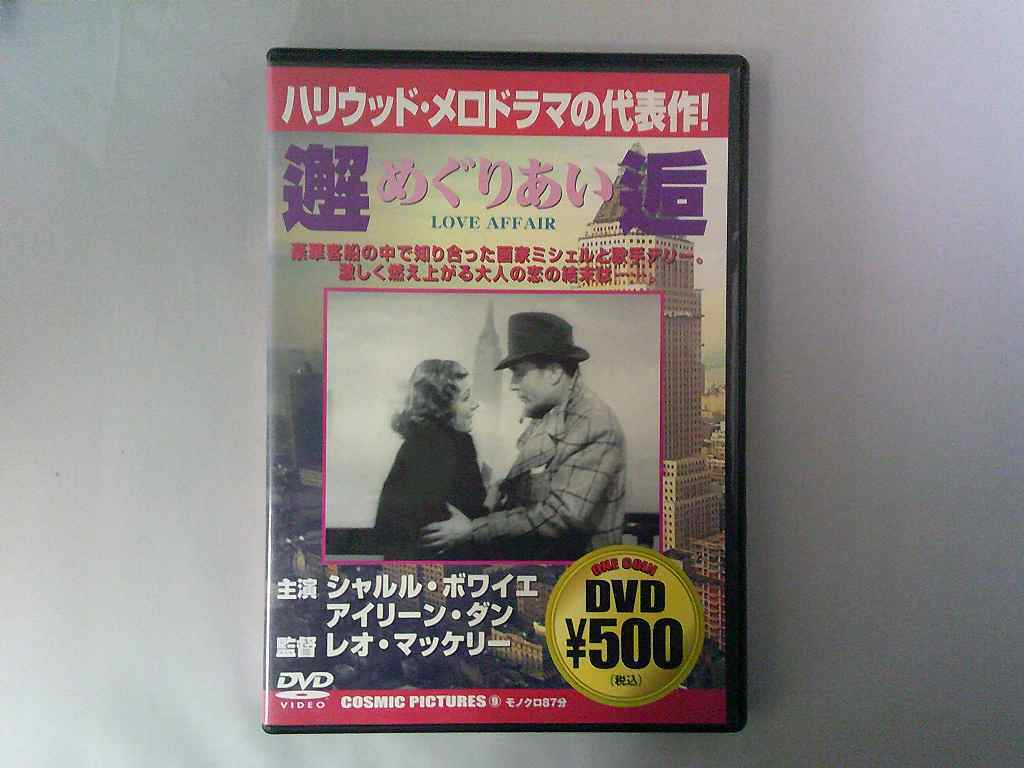 ハリウッド・メロドラマの代表作!
邂めぐりあい逅
LOVE AFFAIR
豪華客船の中で知り合った画家ミシェルと歌手テリー。
激しく燃え上がる大人の恋の結末は……。
主演 シャルル・ボワイエ
アイリーン・ダン
監督 レオ・マッケリー
ONE COIN
DVD
¥500
(税込)
DVD
VIDEO
COSMIC PICTURES ⑨ モノクロ87分